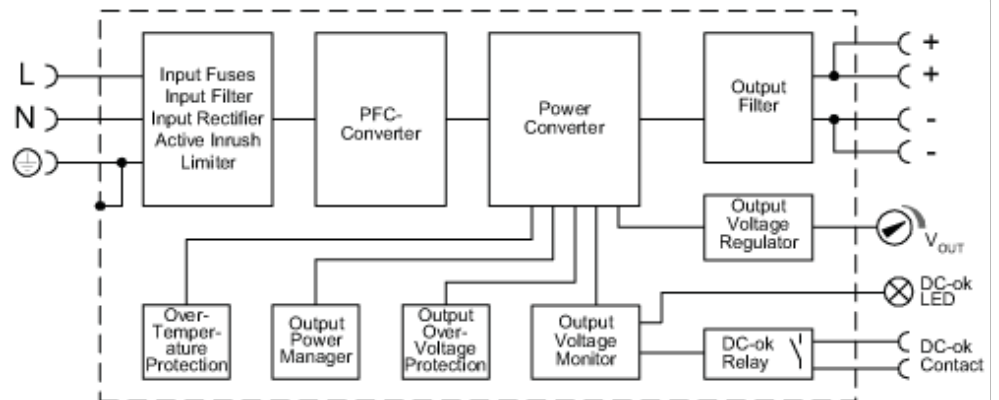 L
N
Input Fuses
Input Filter
Input Rectifier
Active Inrush
Limiter
PFC-
Converter
Power
Converter
Output
Filter
+
+
-
-
Output
Voltage
Regulator
VOUT
DC-ok
LED
Over-
Temper-
ature
Protection
Output
Power
Manager
Output
Over-
Voltage
Protection
Output
Voltage
Monitor
DC-ok
Relay
DC-ok
Contact